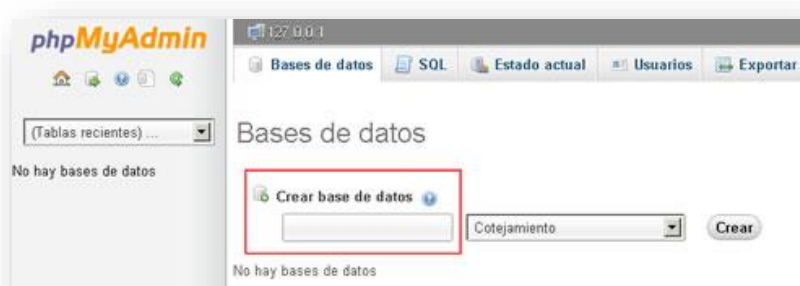 phpMyAdmin
(Tablas recientes) ...
No hay bases de datos
127.0.0.1
Bases de datos SQL Estado actual Usuarios Exportar
Bases de datos
Crear base de datos
Cotejamiento Crear
No hay bases de datos